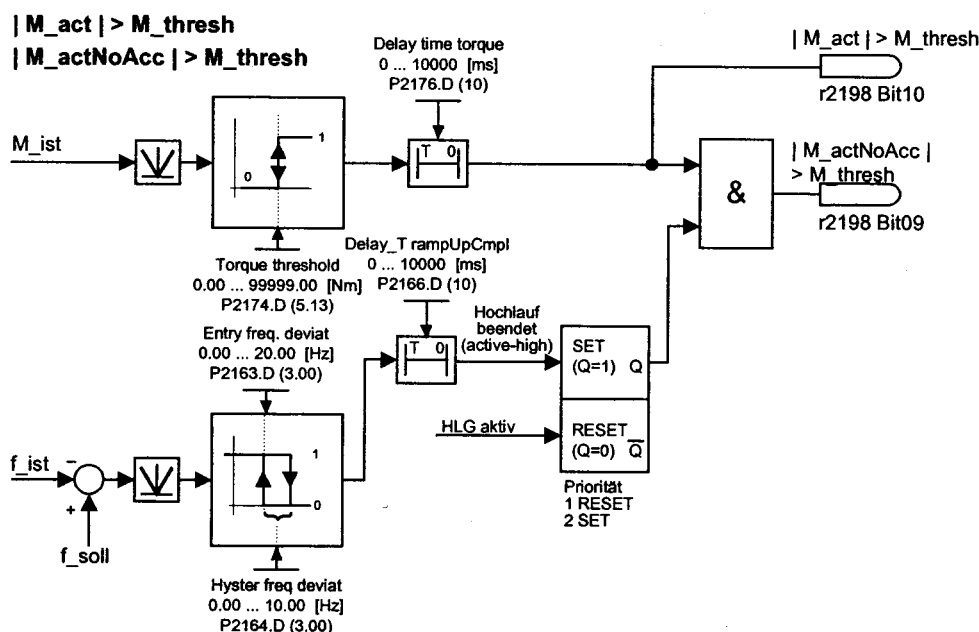 | M_act | > M_thresh
| M_actNoAcc | > M_thresh
Delay time torque
0 ... 10000 [ms]
P2176.D (10)
| M_act | > M_thresh
r2198 Bit10
M_ist
1
0
T 0
| M_actNoAcc |
> M_thresh
r2198 Bit09
&
Torque threshold
0.00 ... 99999.00 [Nm]
P2174.D (5.13)
Delay_T rampUpCmpl
0 ... 10000 [ms]
P2166.D (10)
Entry freq. deviat
0.00 ... 20.00 [Hz]
P2163.D (3.00)
T 0
Hochlauf
beendet
(active-high)
SET
(Q=1) Q
HLG aktiv
RESET
(Q=0) Q
Priorität
1 RESET
2 SET
f_ist
−
+
f_soll
1
0
Hyster freq deviat
0.00 ... 10.00 [Hz]
P2164.D (3.00)